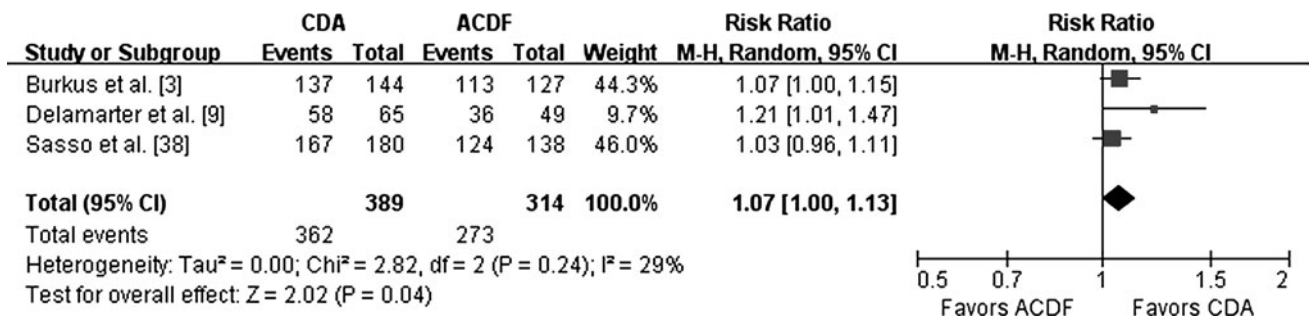 CDA ACDF Risk Ratio Risk Ratio
Study or Subgroup Events Total Events Total Weight M-H, Random, 95% CI M-H, Random, 95% CI
Burkus et al. [3] 137 144 113 127 44.3% 1.07 [1.00, 1.15]
Delamarter et al. [9] 58 65 36 49 9.7% 1.21 [1.01, 1.47]
Sasso et al. [38] 167 180 124 138 46.0% 1.03 [0.96, 1.11]
Total (95% CI) 389 314 100.0% 1.07 [1.00, 1.13]
Total events 362 273
Heterogeneity: Tau² = 0.00; Chi² = 2.82, df = 2 (P = 0.24); I² = 29%
Test for overall effect: Z = 2.02 (P = 0.04)
0.5 0.7 1 1.5 2
Favors ACDF Favors CDA